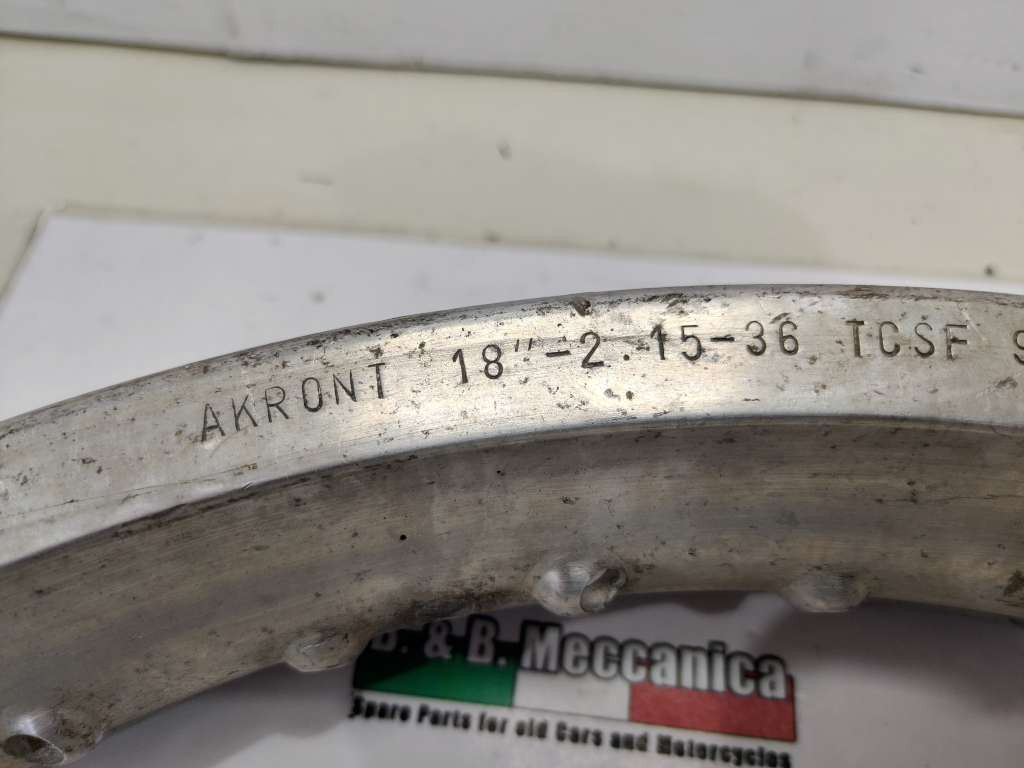 AKRONT 18"-2.15-36 TCSF S
B. & B. Meccanica
Spare Parts for old Cars and Motorcycles